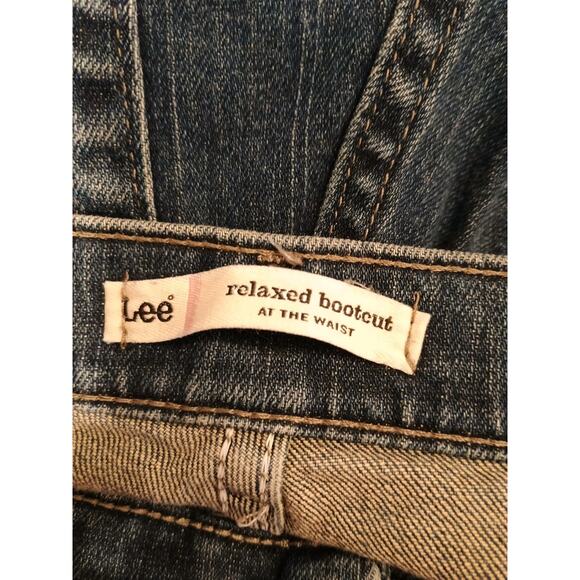 Lee®
relaxed bootcut
AT THE WAIST